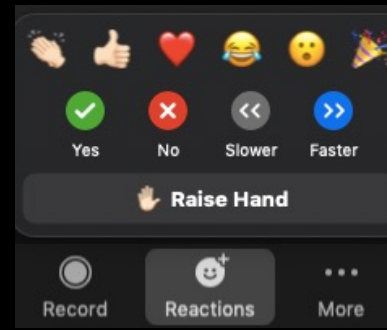 Yes No Slower Faster
Raise Hand
Record Reactions More